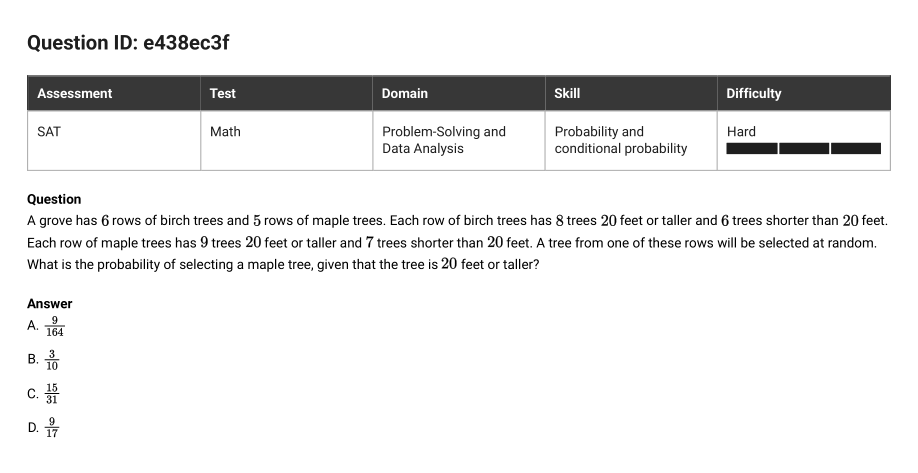 Question ID: e438ec3f
Assessment Test Domain Skill Difficulty
SAT Math Problem-Solving and Data Analysis Probability and conditional probability Hard
Question
A grove has 6 rows of birch trees and 5 rows of maple trees. Each row of birch trees has 8 trees 20 feet or taller and 6 trees shorter than 20 feet.
Each row of maple trees has 9 trees 20 feet or taller and 7 trees shorter than 20 feet. A tree from one of these rows will be selected at random.
What is the probability of selecting a maple tree, given that the tree is 20 feet or taller?
Answer
A. 9/164
B. 3/10
C. 15/31
D. 9/17